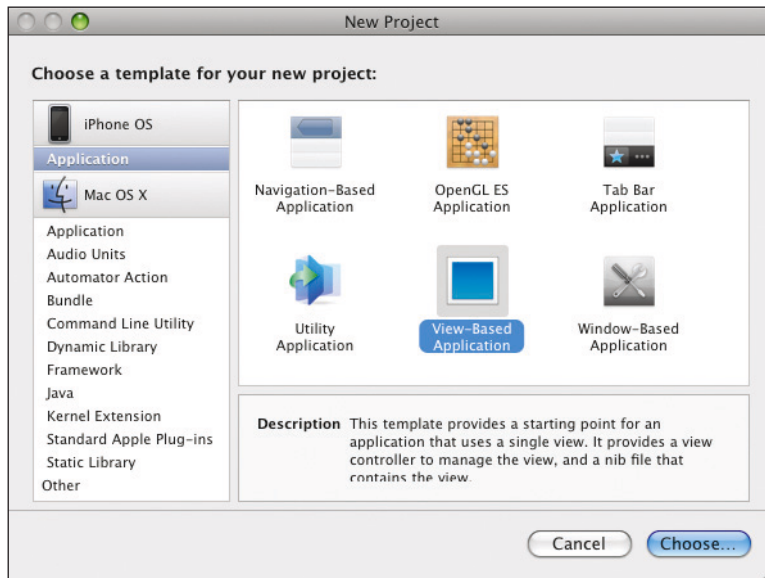 New Project
Choose a template for your new project:
iPhone OS
Application
Mac OS X
Application
Audio Units
Automator Action
Bundle
Command Line Utility
Dynamic Library
Framework
Java
Kernel Extension
Standard Apple Plug-ins
Static Library
Other
Navigation-Based
Application
OpenGL ES
Application
Tab Bar
Application
Utility
Application
View-Based
Application
Window-Based
Application
Description This template provides a starting point for an
application that uses a single view. It provides a view
controller to manage the view, and a nib file that
contains the view.
Cancel
Choose...